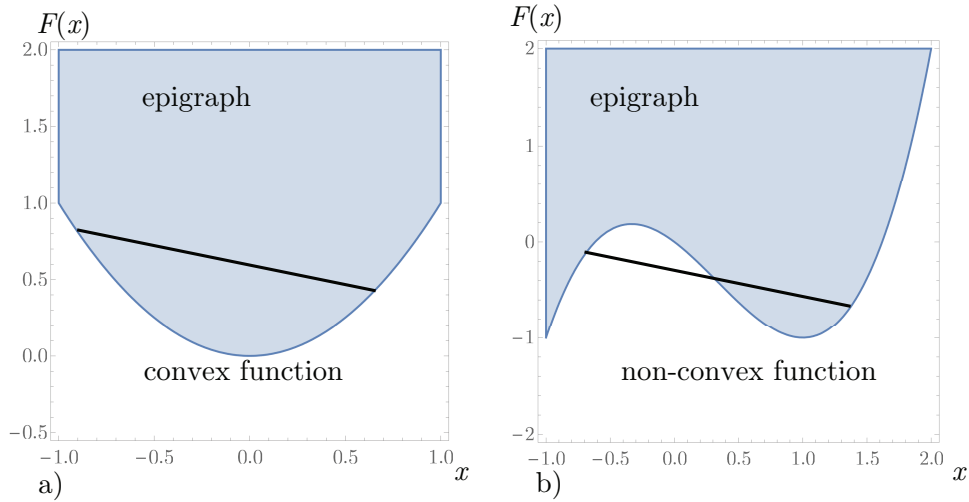 F(x)
2.0
1.5
1.0
0.5
0.0
−0.5
epigraph
convex function
−1.0 −0.5 0.0 0.5 1.0
x
a)
F(x)
2
1
0
−1
−2
epigraph
non-convex function
−1.0 −0.5 0.0 0.5 1.0 1.5 2.0
x
b)